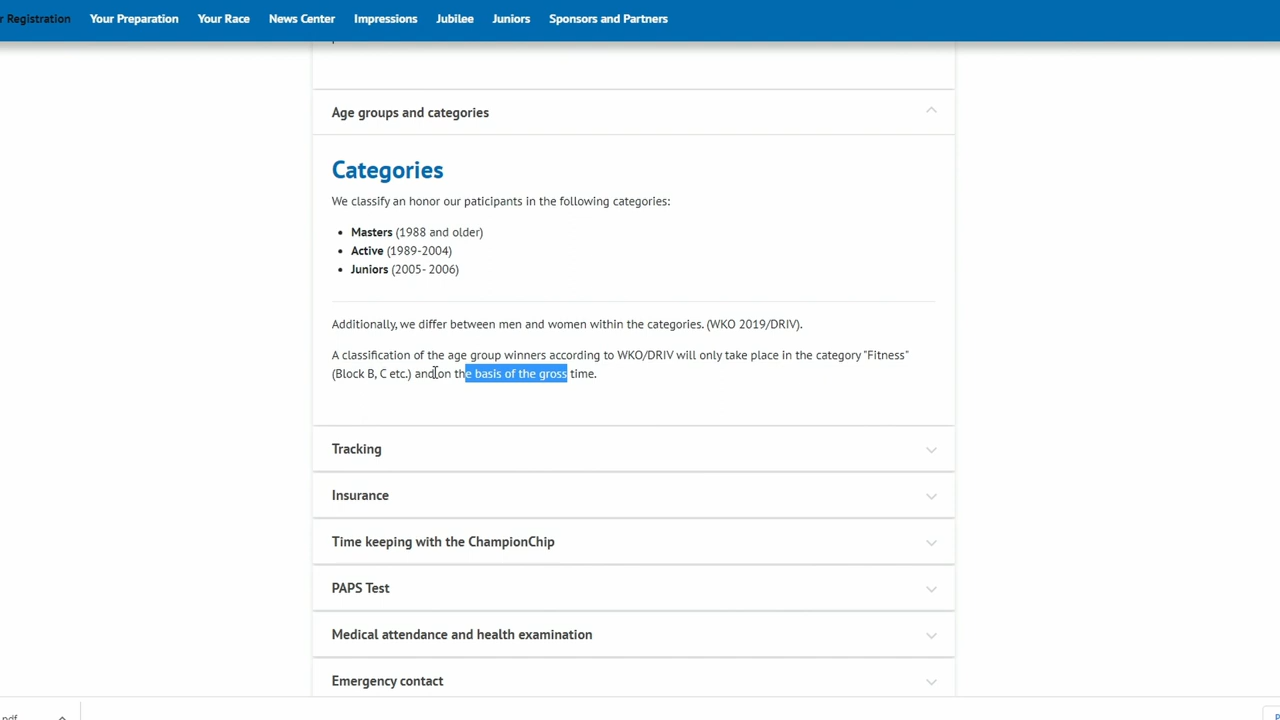 r Registration Your Preparation Your Race News Center Impressions Jubilee Juniors Sponsors and Partners
Age groups and categories
Categories
We classify an honor our paticipants in the following categories:
Masters (1988 and older)
Active (1989-2004)
Juniors (2005- 2006)
Additionally, we differ between men and women within the categories. (WKO 2019/DRIV).
A classification of the age group winners according to WKO/DRIV will only take place in the category "Fitness"
(Block B, C etc.) and on the basis of the gross time.
Tracking
Insurance
Time keeping with the ChampionChip
PAPS Test
Medical attendance and health examination
Emergency contact
.pdf